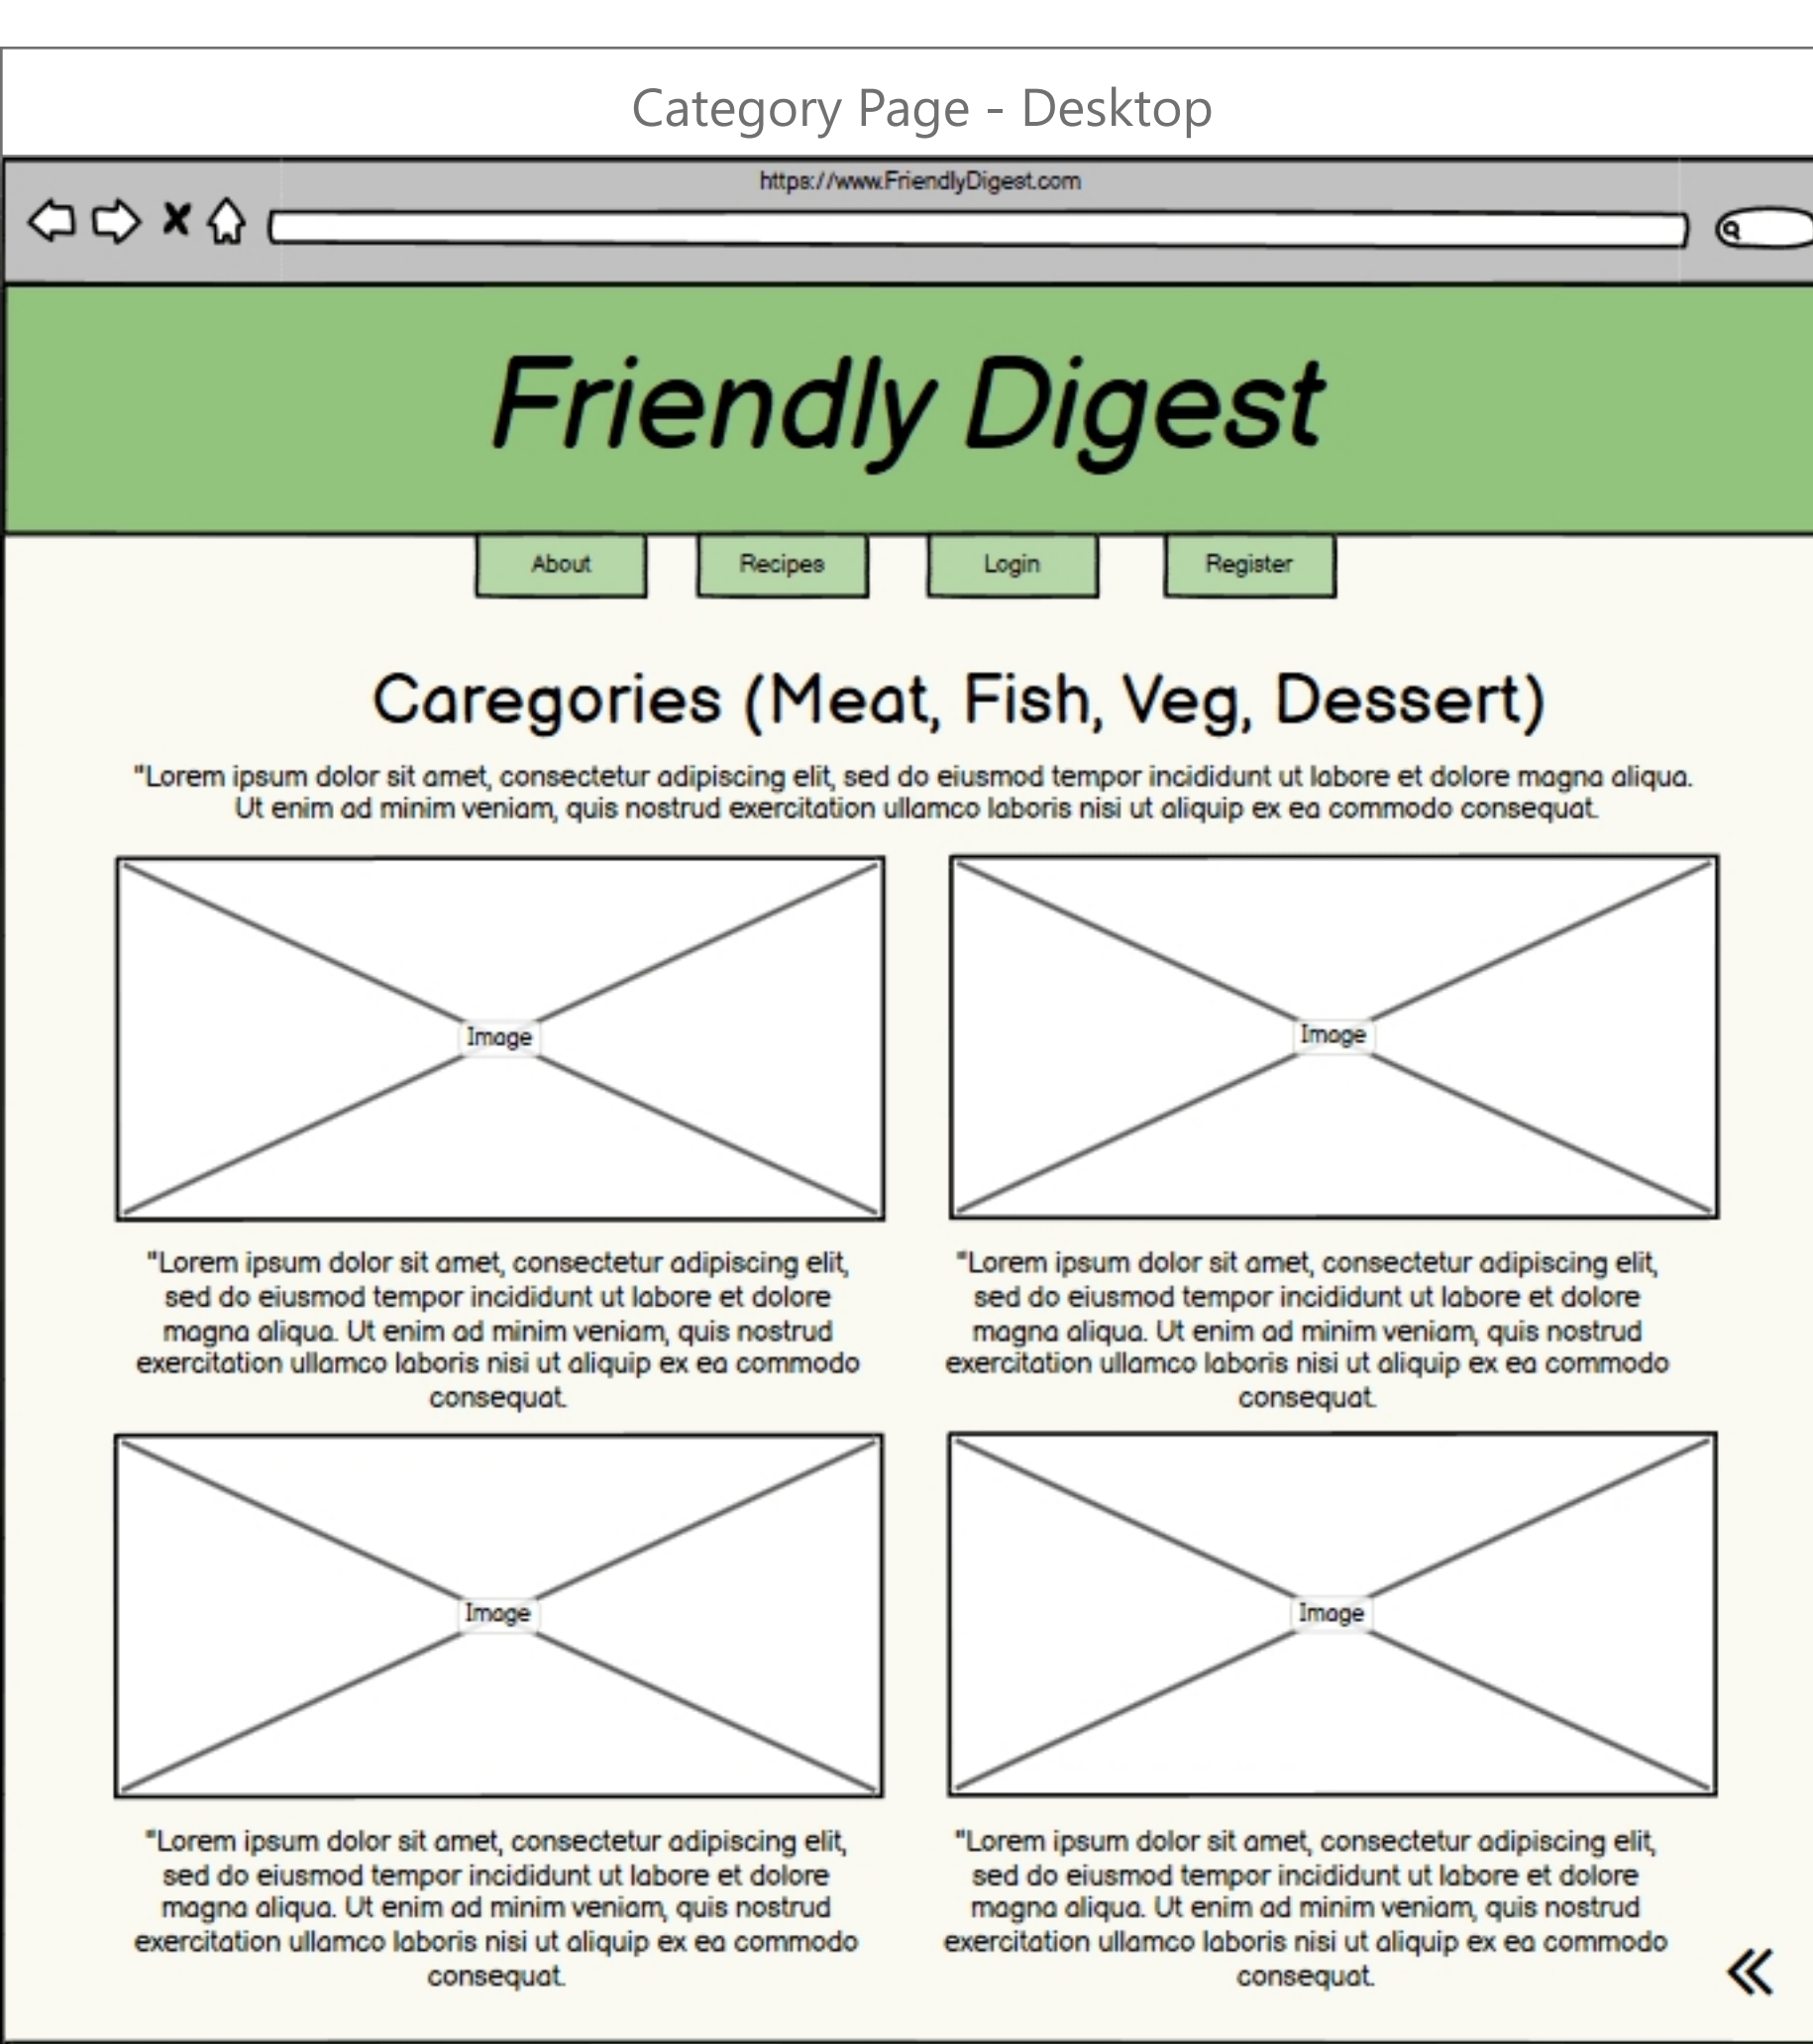 Category Page - Desktop
https://www.FriendlyDigest.com
Friendly Digest
About Recipes Login Register
Caregories (Meat, Fish, Veg, Dessert)
"Lorem ipsum dolor sit amet, consectetur adipiscing elit, sed do eiusmod tempor incididunt ut labore et dolore magna aliqua.
Ut enim ad minim veniam, quis nostrud exercitation ullamco laboris nisi ut aliquip ex ea commodo consequat.
Image
Image
"Lorem ipsum dolor sit amet, consectetur adipiscing elit,
sed do eiusmod tempor incididunt ut labore et dolore
magna aliqua. Ut enim ad minim veniam, quis nostrud
exercitation ullamco laboris nisi ut aliquip ex ea commodo
consequat.
"Lorem ipsum dolor sit amet, consectetur adipiscing elit,
sed do eiusmod tempor incididunt ut labore et dolore
magna aliqua. Ut enim ad minim veniam, quis nostrud
exercitation ullamco laboris nisi ut aliquip ex ea commodo
consequat.
Image
Image
"Lorem ipsum dolor sit amet, consectetur adipiscing elit,
sed do eiusmod tempor incididunt ut labore et dolore
magna aliqua. Ut enim ad minim veniam, quis nostrud
exercitation ullamco laboris nisi ut aliquip ex ea commodo
consequat.
"Lorem ipsum dolor sit amet, consectetur adipiscing elit,
sed do eiusmod tempor incididunt ut labore et dolore
magna aliqua. Ut enim ad minim veniam, quis nostrud
exercitation ullamco laboris nisi ut aliquip ex ea commodo
consequat.